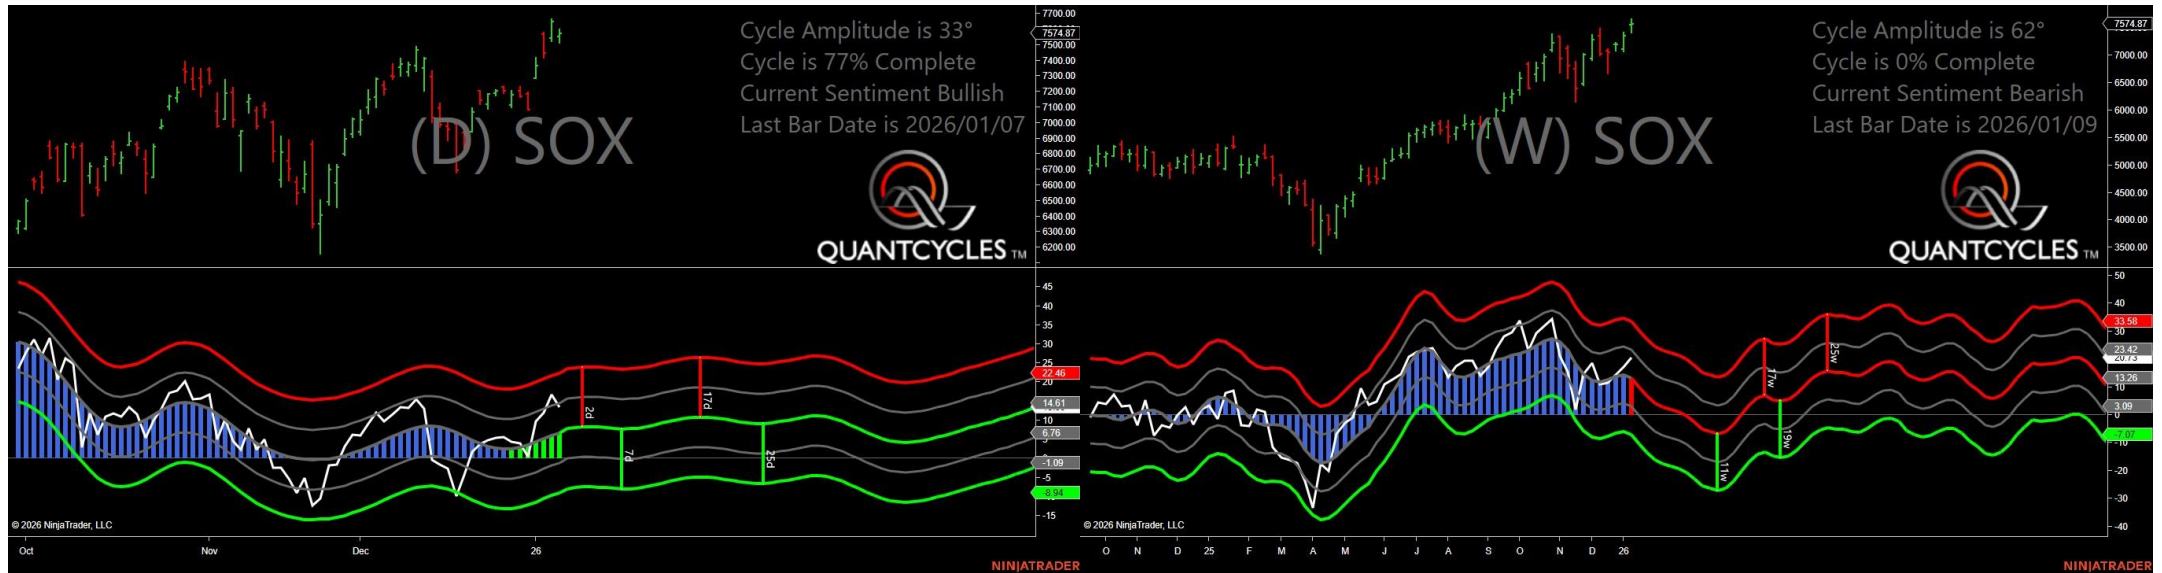 Cycle Amplitude is 33°
Cycle is 77% Complete
Current Sentiment Bullish
Last Bar Date is 2026/01/07
(D) SOX
QUANTCYCLES TM
7700.00
7574.87
7500.00
7400.00
7300.00
7200.00
7100.00
7000.00
6900.00
6800.00
6700.00
6600.00
6500.00
6400.00
6300.00
6200.00
45
40
35
30
25
22.46
20
14.61
10
6.76
-1.09
-5
-8.94
-15
2d
7d
17d
25d
© 2026 NinjaTrader, LLC
Oct Nov Dec 26
NINJATRADER
Cycle Amplitude is 62°
Cycle is 0% Complete
Current Sentiment Bearish
Last Bar Date is 2026/01/09
(W) SOX
QUANTCYCLES TM
7574.87
7000.00
6500.00
6000.00
5500.00
5000.00
4500.00
4000.00
3500.00
50
40
33.58
30
23.42
20.73
13.26
10
3.09
0
-7.07
-10
-20
-30
-40
11w
17w
19w
25w
© 2026 NinjaTrader, LLC
O N D 25 F M A M J J A S O N D 26
NINJATRADER